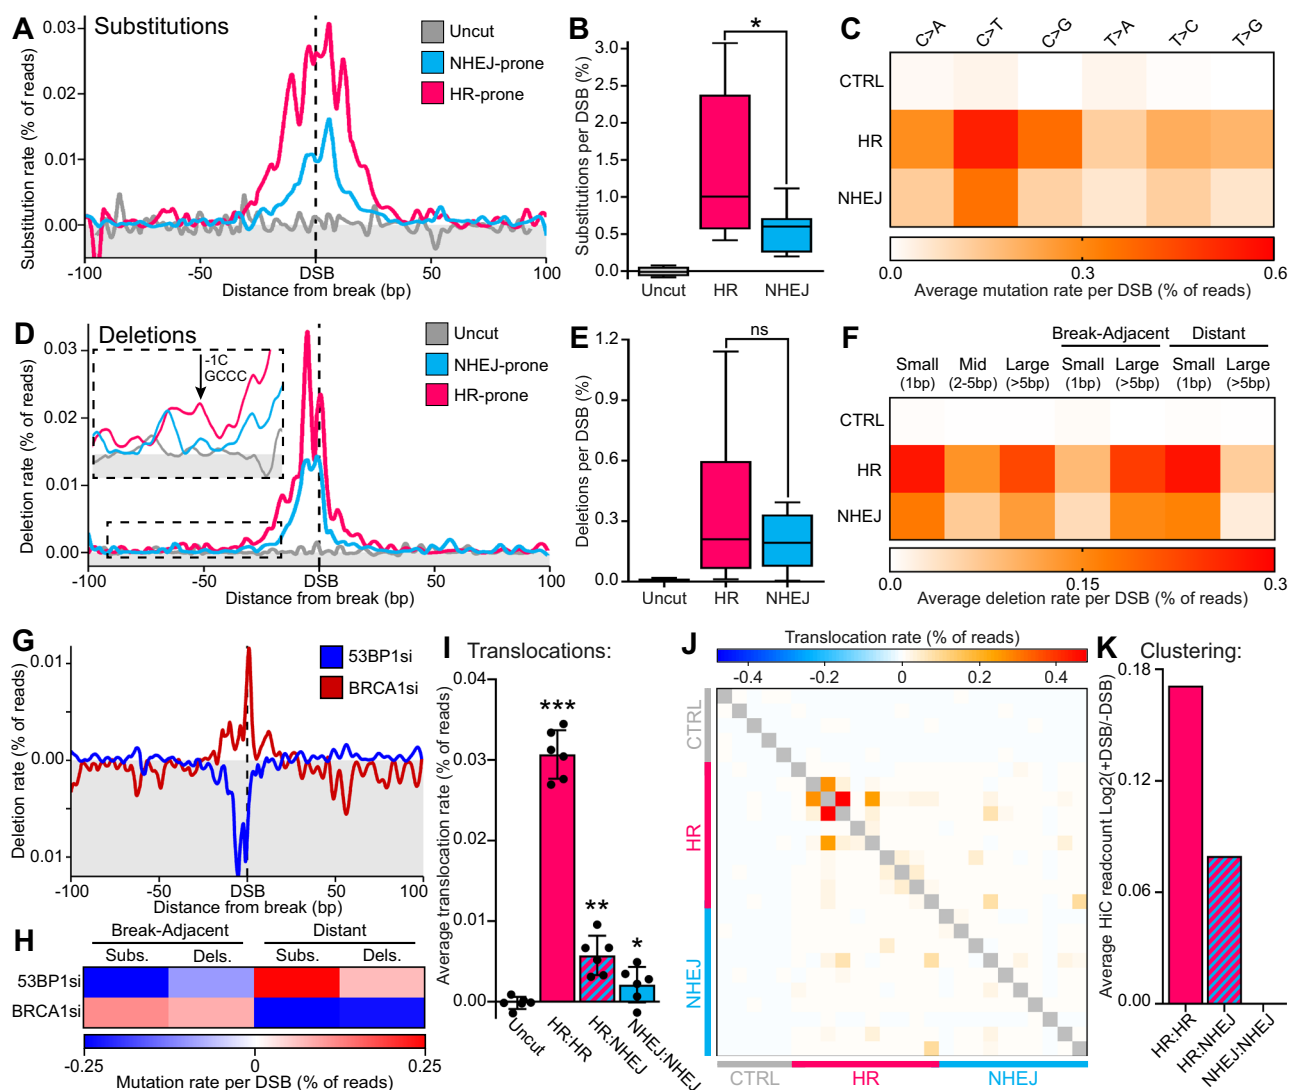 A
Substitutions
Substitution rate (% of reads)
0.03
0.02
0.01
0.00
-100
-50
DSB
50
100
Distance from break (bp)
Uncut
NHEJ-prone
HR-prone
B
*
Substitutions per DSB (%)
3.0
2.5
2.0
1.5
1.0
0.5
0.0
Uncut
HR
NHEJ
C
C>A
C>T
C>G
T>A
T>C
T>G
CTRL
HR
NHEJ
0.0
0.3
0.6
Average mutation rate per DSB (% of reads)
D
Deletions
Deletion rate (% of reads)
0.03
0.02
0.01
0.00
-1C
GCCC
-100
-50
DSB
50
100
Distance from break (bp)
Uncut
NHEJ-prone
HR-prone
E
ns
Deletions per DSB (%)
1.2
0.9
0.6
0.3
0.0
Uncut
HR
NHEJ
F
Break-Adjacent
Distant
Small
(1bp)
Mid
(2-5bp)
Large
(>5bp)
Small
(1bp)
Large
(>5bp)
Small
(1bp)
Large
(>5bp)
CTRL
HR
NHEJ
0.0
0.15
0.3
Average deletion rate per DSB (% of reads)
G
Deletion rate (% of reads)
0.01
0.00
0.01
-100
-50
DSB
50
100
Distance from break (bp)
53BP1si
BRCA1si
H
Break-Adjacent
Distant
Subs.
Dels.
Subs.
Dels.
53BP1si
BRCA1si
-0.25
0
0.25
Mutation rate per DSB (% of reads)
I
Translocations:
Average translocation rate (% of reads)
0.04
0.03
0.02
0.01
0.00
***
**
*
Uncut
HR:HR
HR:NHEJ
NHEJ:NHEJ
J
Translocation rate (% of reads)
-0.4
-0.2
0
0.2
0.4
CTRL
HR
NHEJ
CTRL
HR
NHEJ
K
Clustering:
Average HiC readcount Log2(+DSB/-DSB)
0.18
0.12
0.06
0.00
HR:HR
HR:NHEJ
NHEJ:NHEJ